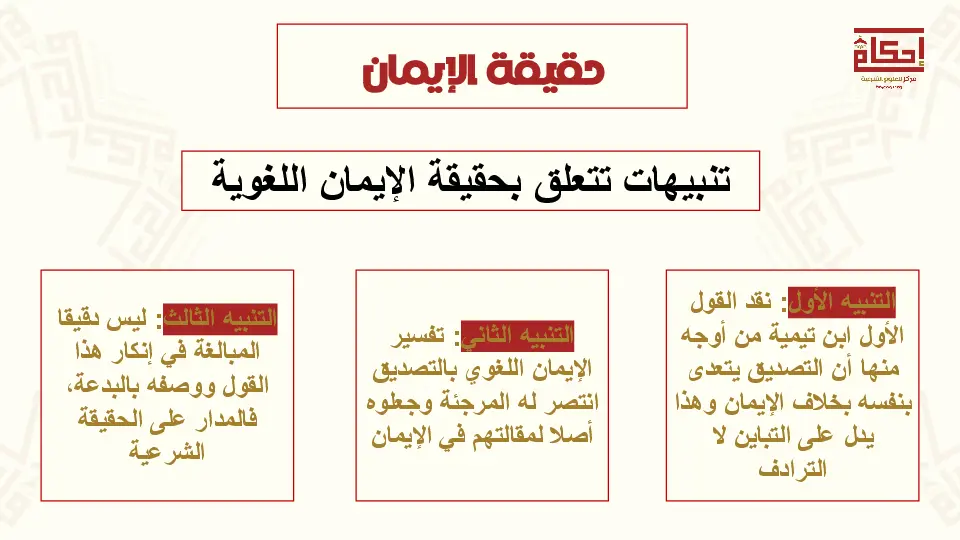 حقيقة الإيمان
إحكام
مركز للعلوم الشرعية
تنبيهات تتعلق بحقيقة الإيمان اللغوية
التنبيه الأول: نقد القول
الأول ابن تيمية من أوجه
منها أن التصديق يتعدى
بنفسه بخلاف الإيمان وهذا
يدل على التباين لا
الترادف
التنبيه الثاني: تفسير
الإيمان اللغوي بالتصديق
انتصر له المرجئة وجعلوه
أصلا لمقالتهم في الإيمان
التنبيه الثالث: ليس دقيقا
المبالغة في إنكار هذا
القول ووصفه بالبدعة،
فالمدار على الحقيقة
الشرعية